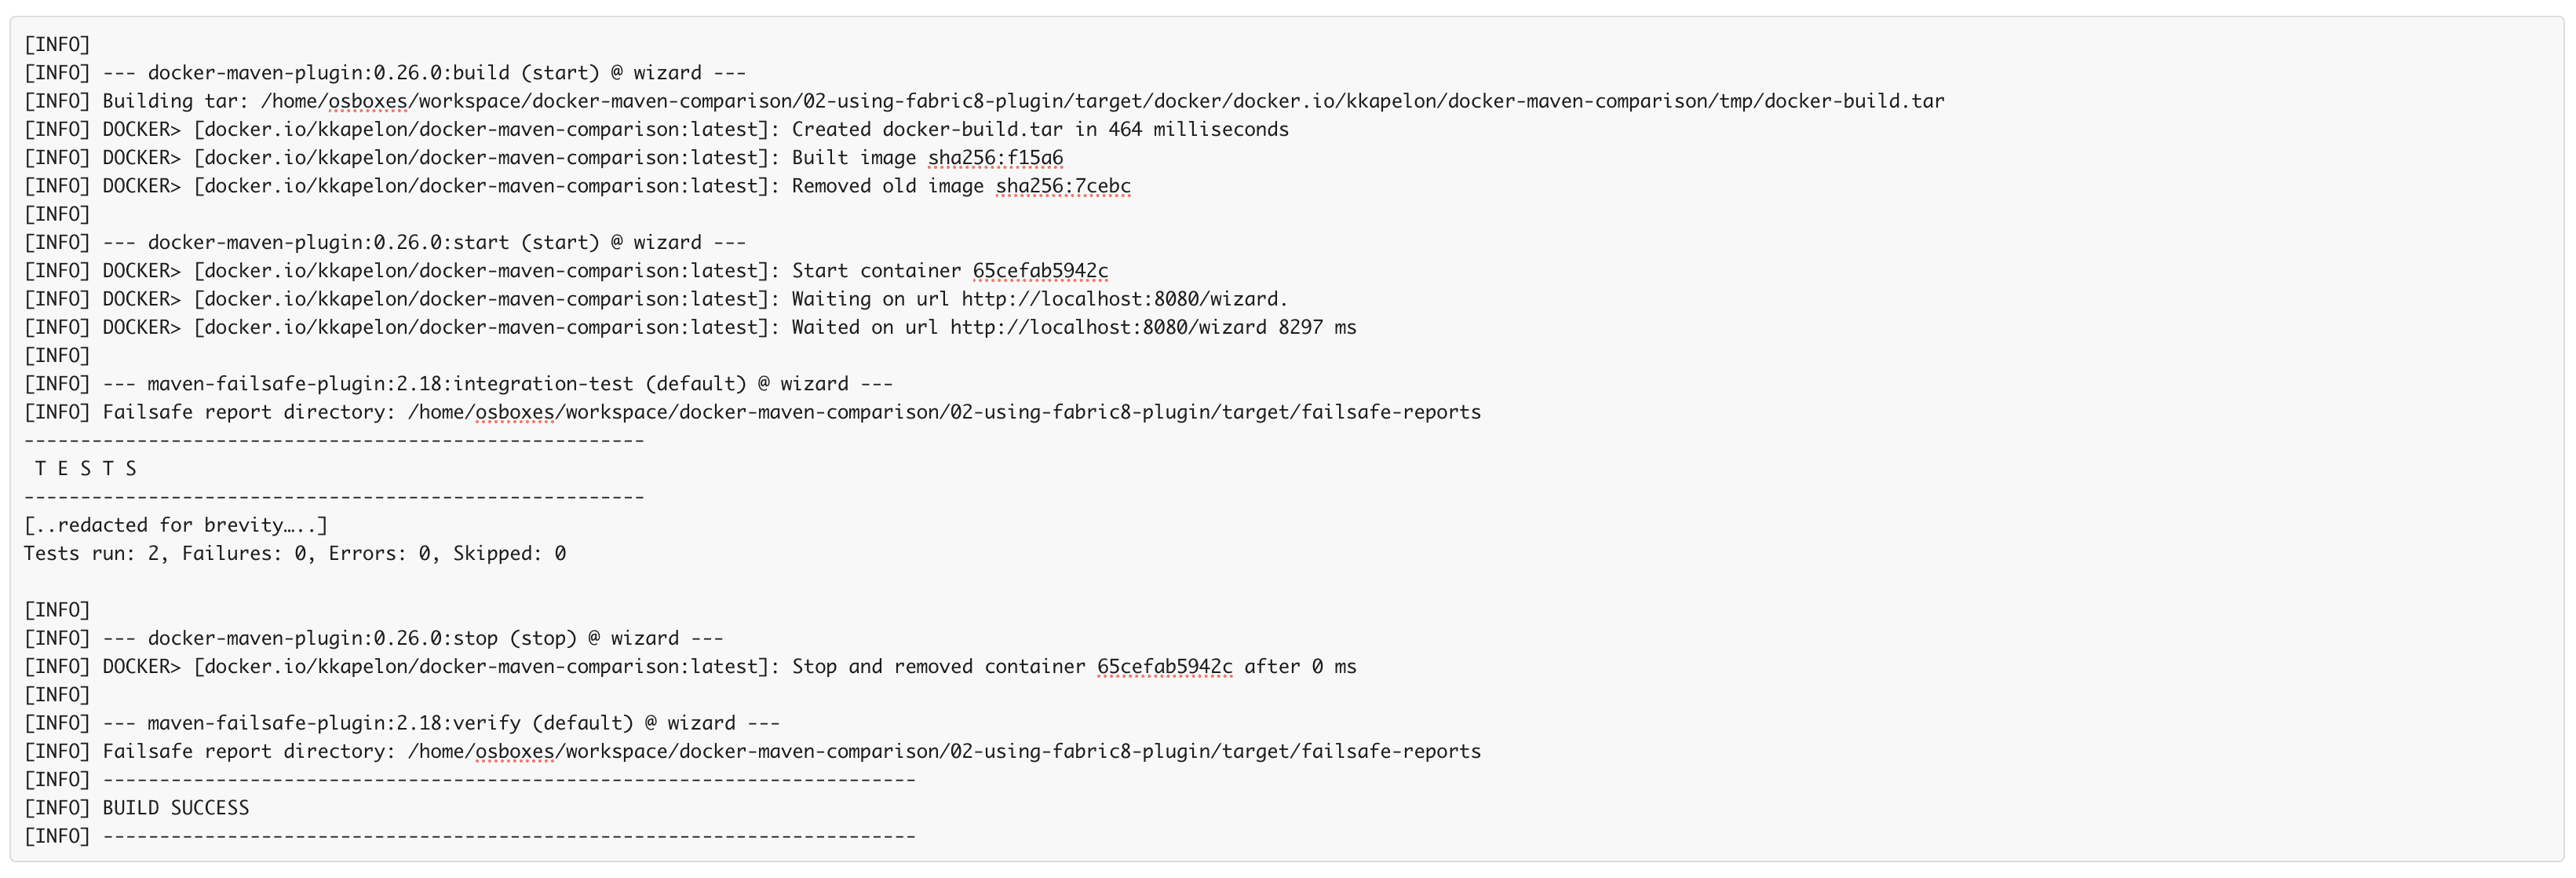 [INFO]
[INFO] --- docker-maven-plugin:0.26.0:build (start) @ wizard ---
[INFO] Building tar: /home/osboxes/workspace/docker-maven-comparison/02-using-fabric8-plugin/target/docker/docker.io/kkapelon/docker-maven-comparison/tmp/docker-build.tar
[INFO] DOCKER> [docker.io/kkapelon/docker-maven-comparison:latest]: Created docker-build.tar in 464 milliseconds
[INFO] DOCKER> [docker.io/kkapelon/docker-maven-comparison:latest]: Built image sha256:f15a6
[INFO] DOCKER> [docker.io/kkapelon/docker-maven-comparison:latest]: Removed old image sha256:7cebc
[INFO]
[INFO] --- docker-maven-plugin:0.26.0:start (start) @ wizard ---
[INFO] DOCKER> [docker.io/kkapelon/docker-maven-comparison:latest]: Start container 65cefab5942c
[INFO] DOCKER> [docker.io/kkapelon/docker-maven-comparison:latest]: Waiting on url http://localhost:8080/wizard.
[INFO] DOCKER> [docker.io/kkapelon/docker-maven-comparison:latest]: Waited on url http://localhost:8080/wizard 8297 ms
[INFO]
[INFO] --- maven-failsafe-plugin:2.18:integration-test (default) @ wizard ---
[INFO] Failsafe report directory: /home/osboxes/workspace/docker-maven-comparison/02-using-fabric8-plugin/target/failsafe-reports
-------------------------------------------------------
 T E S T S
-------------------------------------------------------
[..redacted for brevity…..]
Tests run: 2, Failures: 0, Errors: 0, Skipped: 0

[INFO]
[INFO] --- docker-maven-plugin:0.26.0:stop (stop) @ wizard ---
[INFO] DOCKER> [docker.io/kkapelon/docker-maven-comparison:latest]: Stop and removed container 65cefab5942c after 0 ms
[INFO]
[INFO] --- maven-failsafe-plugin:2.18:verify (default) @ wizard ---
[INFO] Failsafe report directory: /home/osboxes/workspace/docker-maven-comparison/02-using-fabric8-plugin/target/failsafe-reports
[INFO] ------------------------------------------------------------------------
[INFO] BUILD SUCCESS
[INFO] ------------------------------------------------------------------------